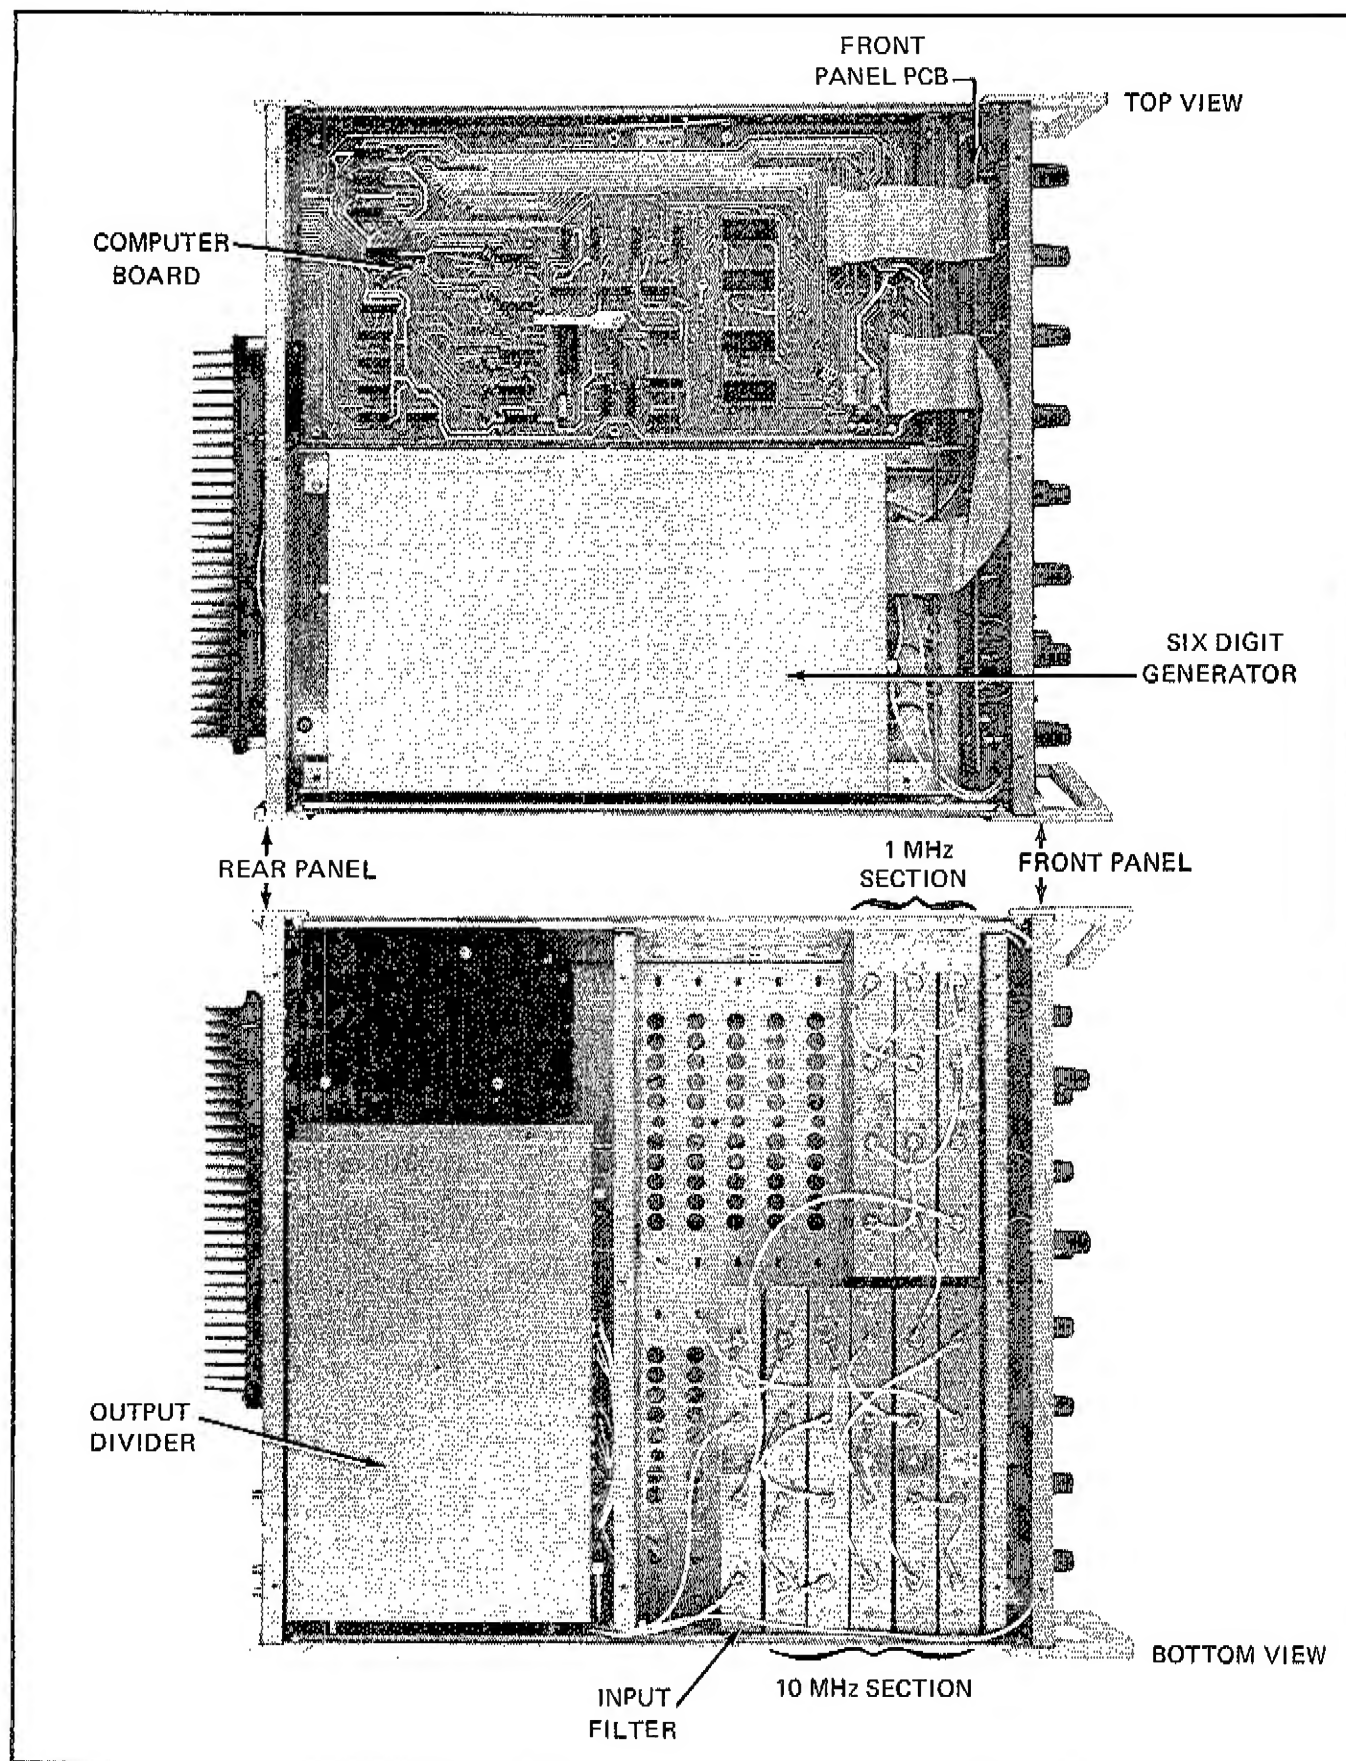 FRONT
PANEL PCB
TOP VIEW
COMPUTER
BOARD
SIX DIGIT
GENERATOR
REAR PANEL
1 MHz
SECTION
FRONT PANEL
OUTPUT
DIVIDER
BOTTOM VIEW
10 MHz SECTION
INPUT
FILTER